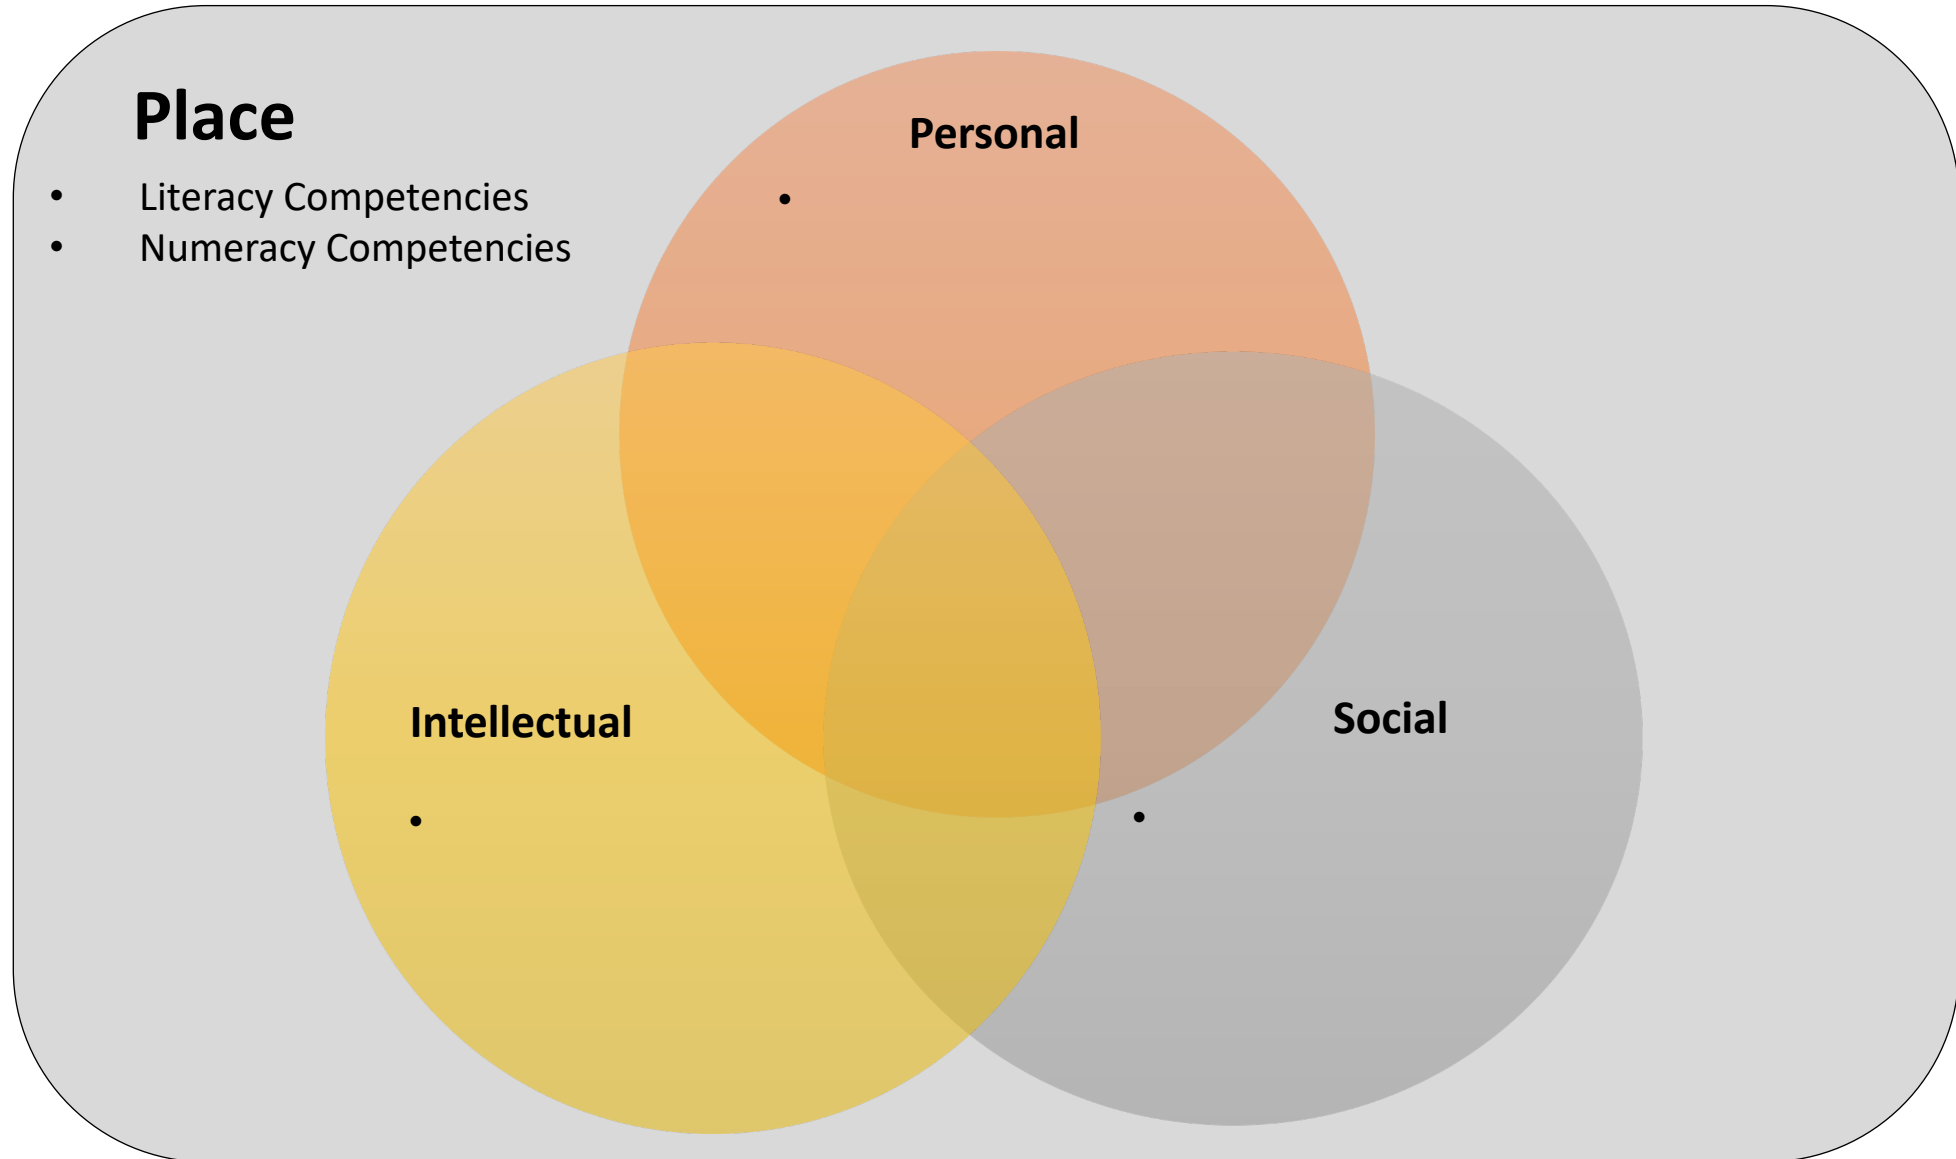 Place
• Literacy Competencies
• Numeracy Competencies
Personal
•
Intellectual
•
Social
•